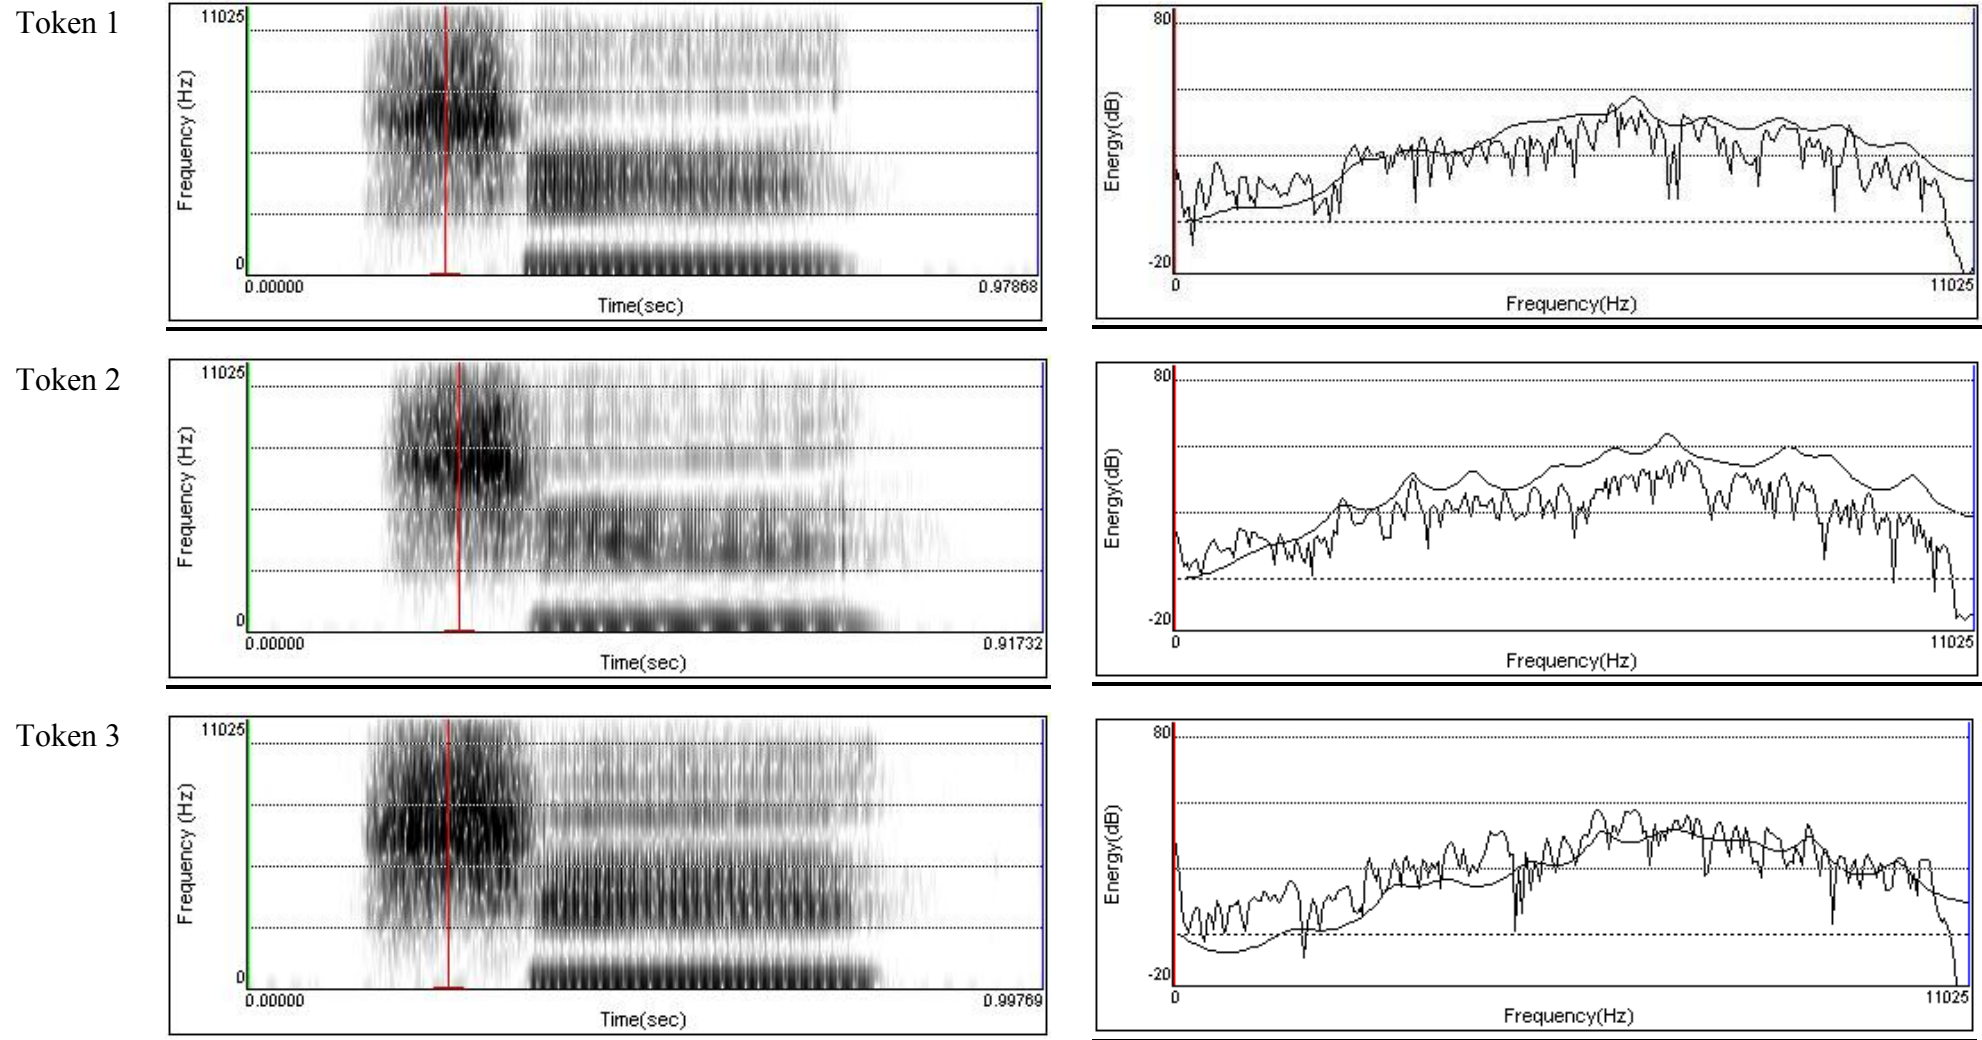 Token 1
11025
Frequency (Hz)
0
0.00000
0.97868
Time(sec)
80
Energy(dB)
-20
0
11025
Frequency(Hz)
Token 2
11025
Frequency (Hz)
0
0.00000
0.91732
Time(sec)
80
Energy(dB)
-20
0
11025
Frequency(Hz)
Token 3
11025
Frequency (Hz)
0
0.00000
0.99769
Time(sec)
80
Energy(dB)
-20
0
11025
Frequency(Hz)